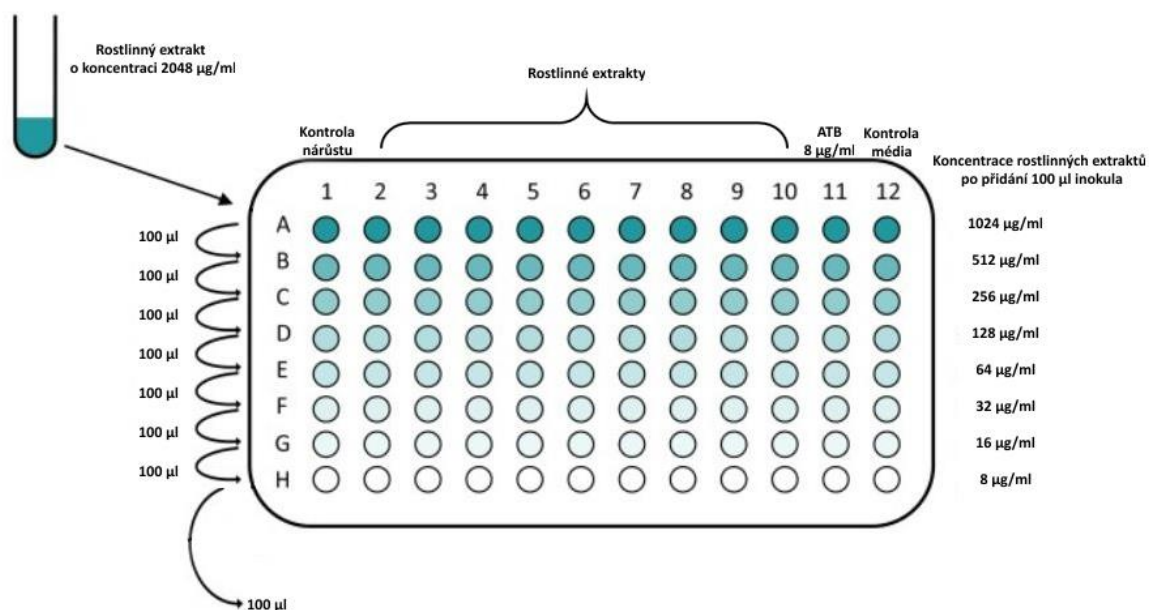 Rostlinný extrakt
o koncentraci 2048 µg/ml
Rostlinné extrakty
Kontrola
nárůstu
ATB
8 µg/ml
Kontrola
média
Koncentrace rostlinných extraktů
po přidání 100 µl inokula
1 2 3 4 5 6 7 8 9 10 11 12
A
1024 µg/ml
100 µl
B
512 µg/ml
100 µl
C
256 µg/ml
100 µl
D
128 µg/ml
100 µl
E
64 µg/ml
100 µl
F
32 µg/ml
100 µl
G
16 µg/ml
100 µl
H
8 µg/ml
100 µl